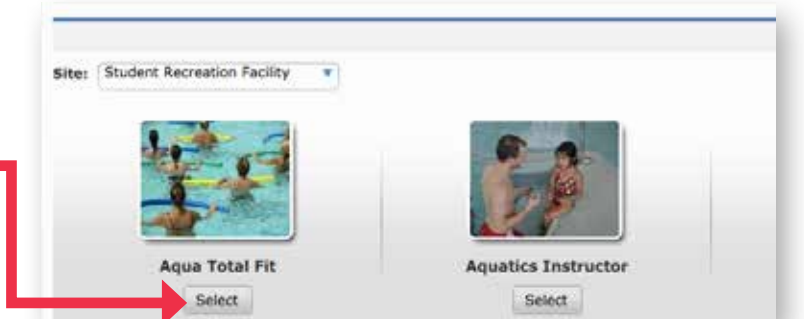 Site: Student Recreation Facility
Aqua Total Fit Aquatics Instructor
Select Select